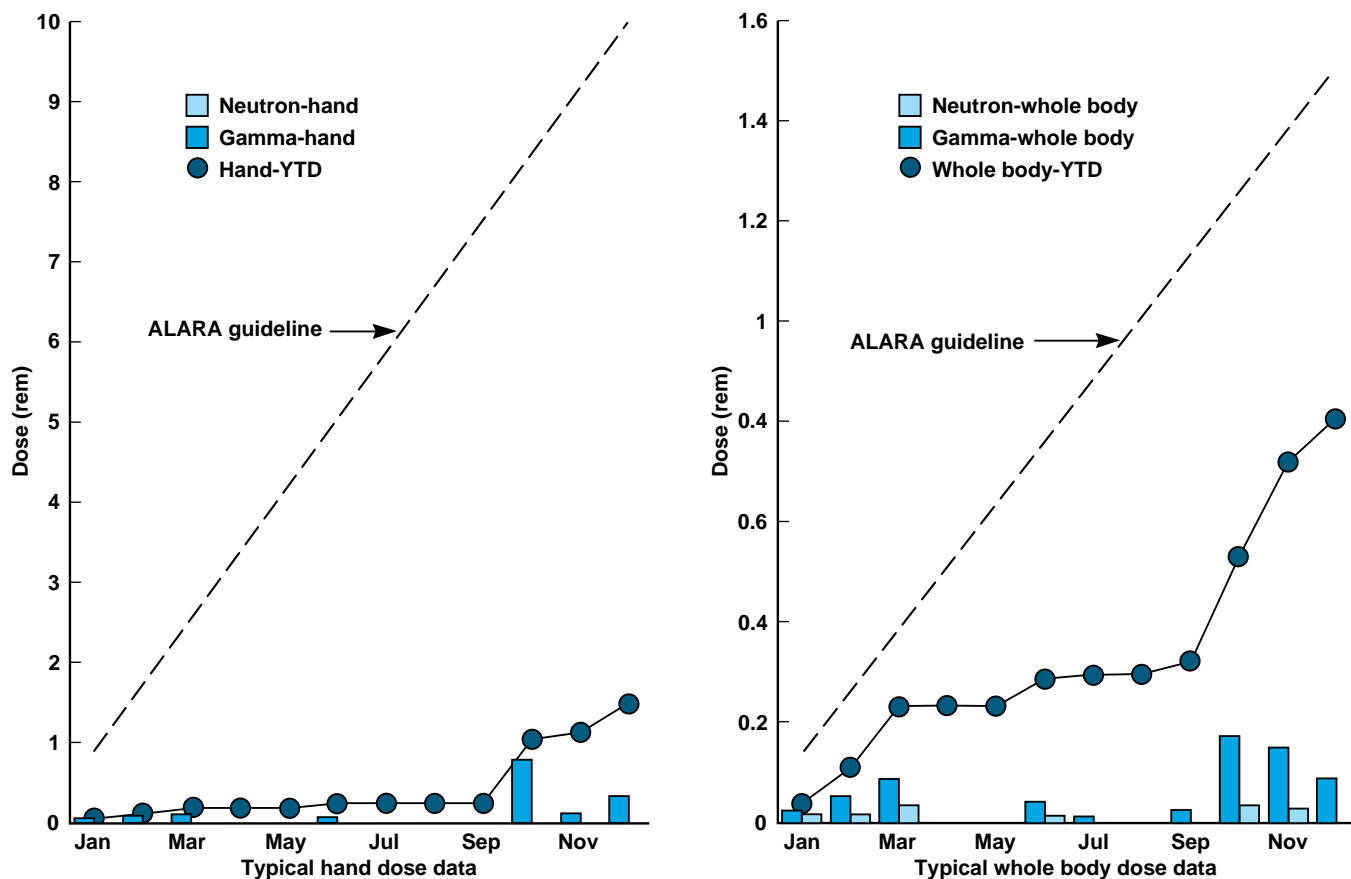 10
9
8
7
6
5
4
3
2
1
0
Dose (rem)
Neutron-hand
Gamma-hand
Hand-YTD
ALARA guideline
Jan
Mar
May
Jul
Sep
Nov
Typical hand dose data
1.6
1.5
1.4
1.2
1
0.4
0.6
0.4
0.2
0
Dose (rem)
Neutron-whole body
Gamma-whole body
Whole body-YTD
ALARA guideline
Jan
Mar
May
Jul
Sep
Nov
Typical whole body dose data